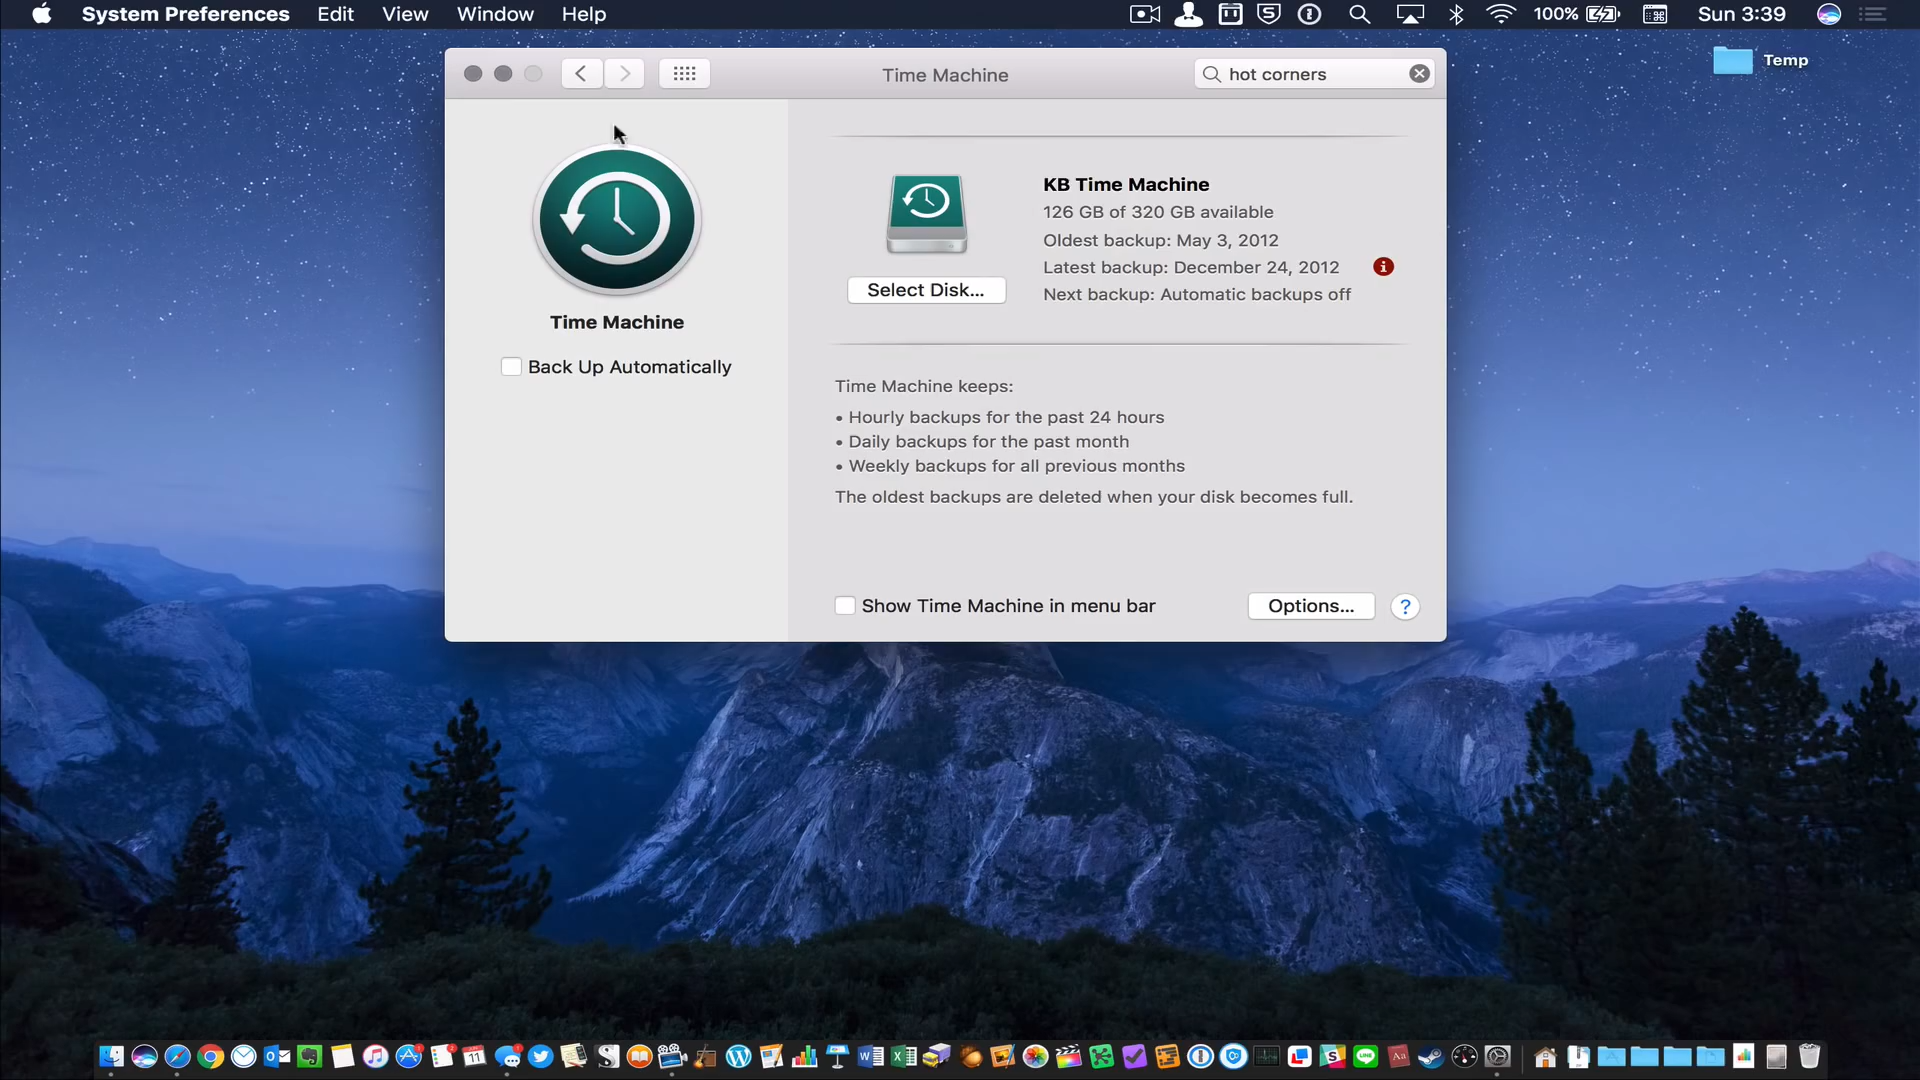 System Preferences Edit View Window Help 100% Sun 3:39
Temp
Time Machine hot corners
KB Time Machine
126 GB of 320 GB available
Oldest backup: May 3, 2012
Latest backup: December 24, 2012
Next backup: Automatic backups off
Select Disk...
Time Machine
Back Up Automatically
Time Machine keeps:
• Hourly backups for the past 24 hours
• Daily backups for the past month
• Weekly backups for all previous months
The oldest backups are deleted when your disk becomes full.
Show Time Machine in menu bar Options... ?